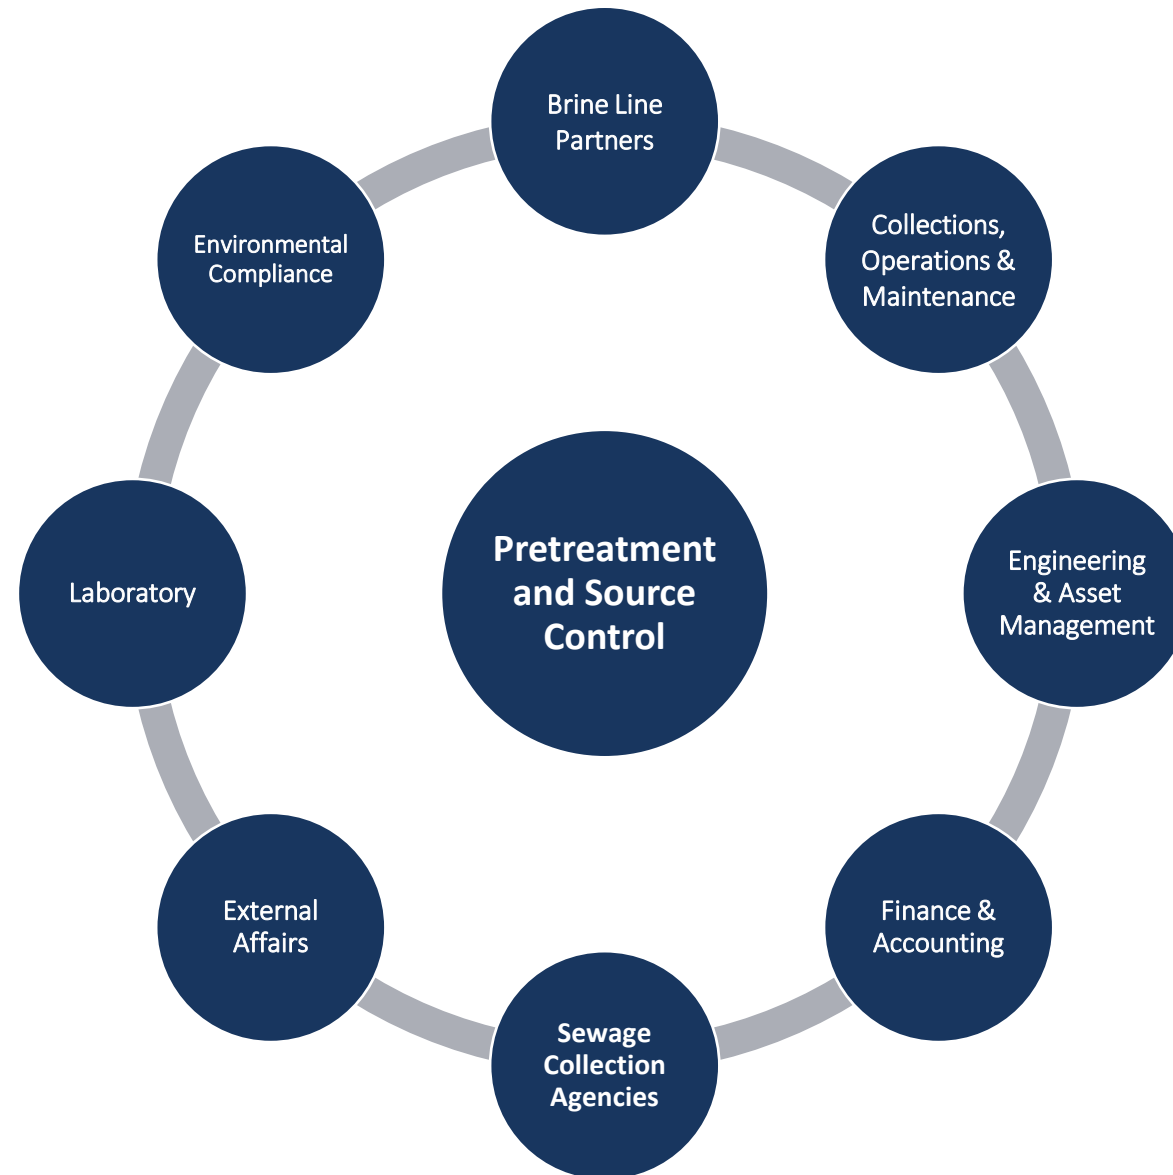 Brine Line
Partners
Collections,
Operations &
Maintenance
Engineering
& Asset
Management
Finance &
Accounting
Sewage
Collection
Agencies
External
Affairs
Laboratory
Environmental
Compliance
Pretreatment
and Source
Control